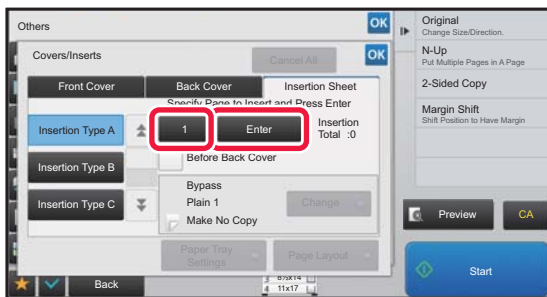 Others
OK
Covers/Inserts
Cancel All
OK
Front Cover
Back Cover
Insertion Sheet
Specify Page to Insert and Press Enter
Insertion Type A
1
Enter
Insertion
Total :0
Before Back Cover
Insertion Type B
Bypass
Plain 1
Make No Copy
Change
Insertion Type C
Paper Tray
Settings
Page Layout
Back
8½x14
4 11x17
Original
Change Size/Direction.
N-Up
Put Multiple Pages in A Page
2-Sided Copy
Margin Shift
Shift Position to Have Margin
Preview
CA
Start